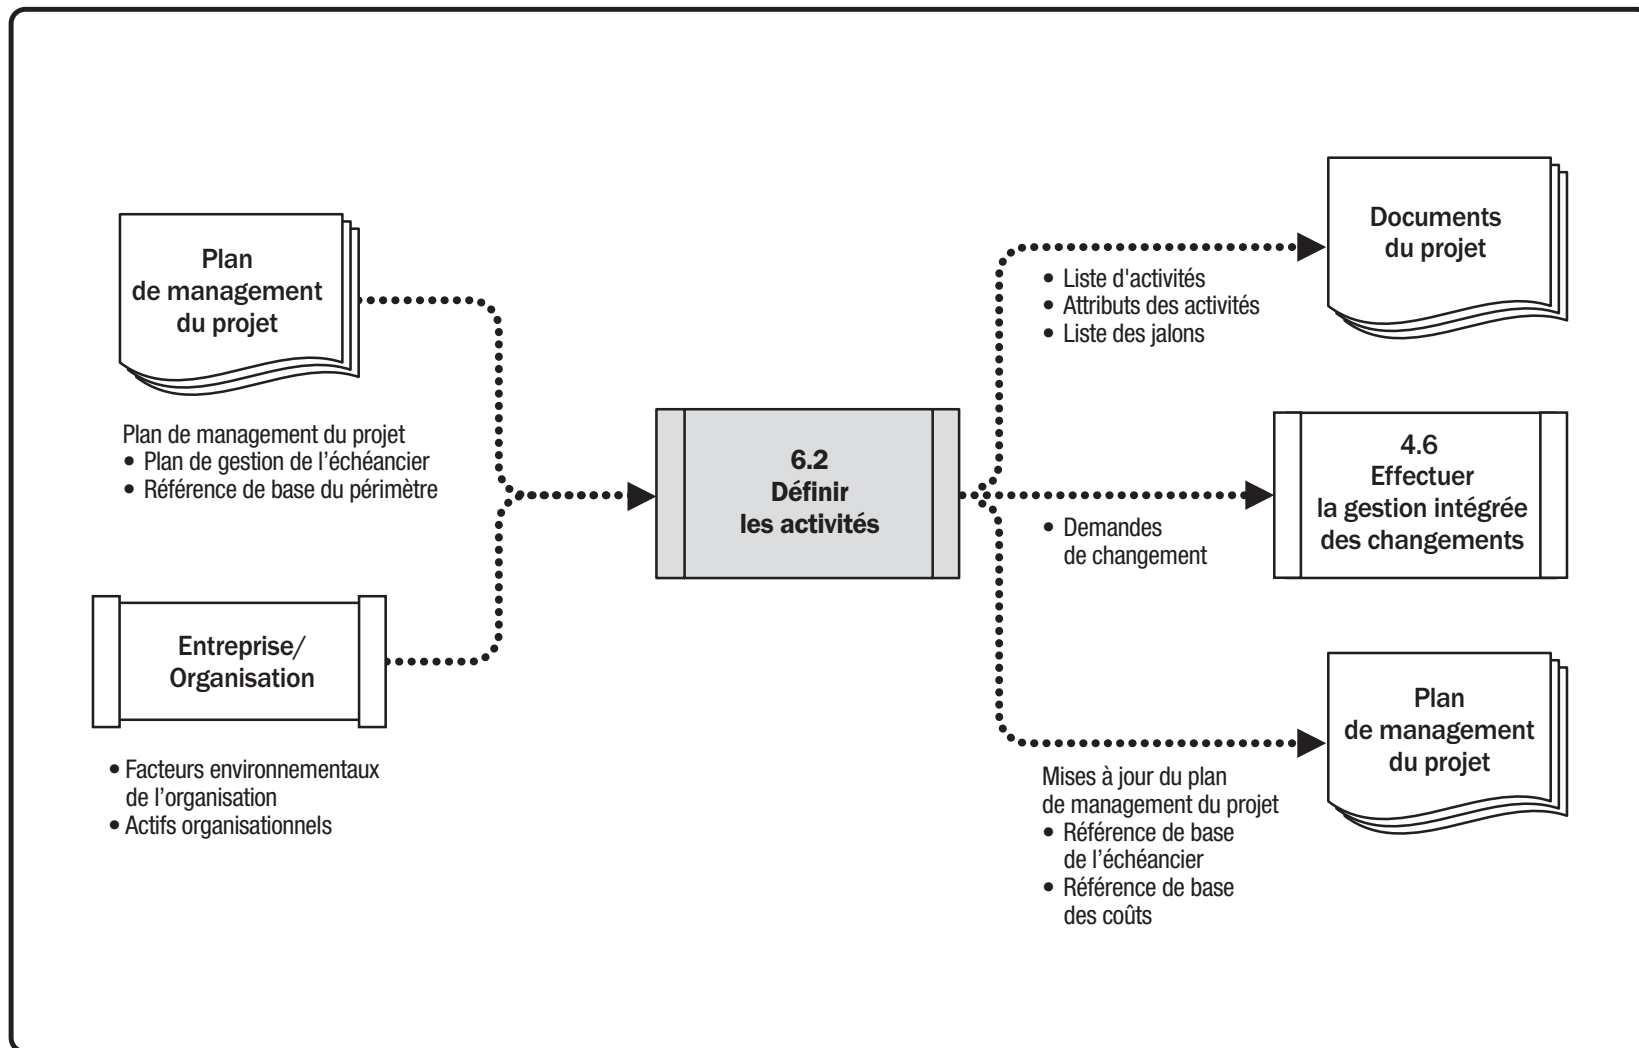 Plan
de management
du projet
Plan de management du projet
• Plan de gestion de l’échéancier
• Référence de base du périmètre
Entreprise/
Organisation
• Facteurs environnementaux
de l’organisation
• Actifs organisationnels
6.2
Définir
les activités
• Liste d'activités
• Attributs des activités
• Liste des jalons
Documents
du projet
• Demandes
de changement
4.6
Effectuer
la gestion intégrée
des changements
Mises à jour du plan
de management du projet
• Référence de base
de l’échéancier
• Référence de base
des coûts
Plan
de management
du projet